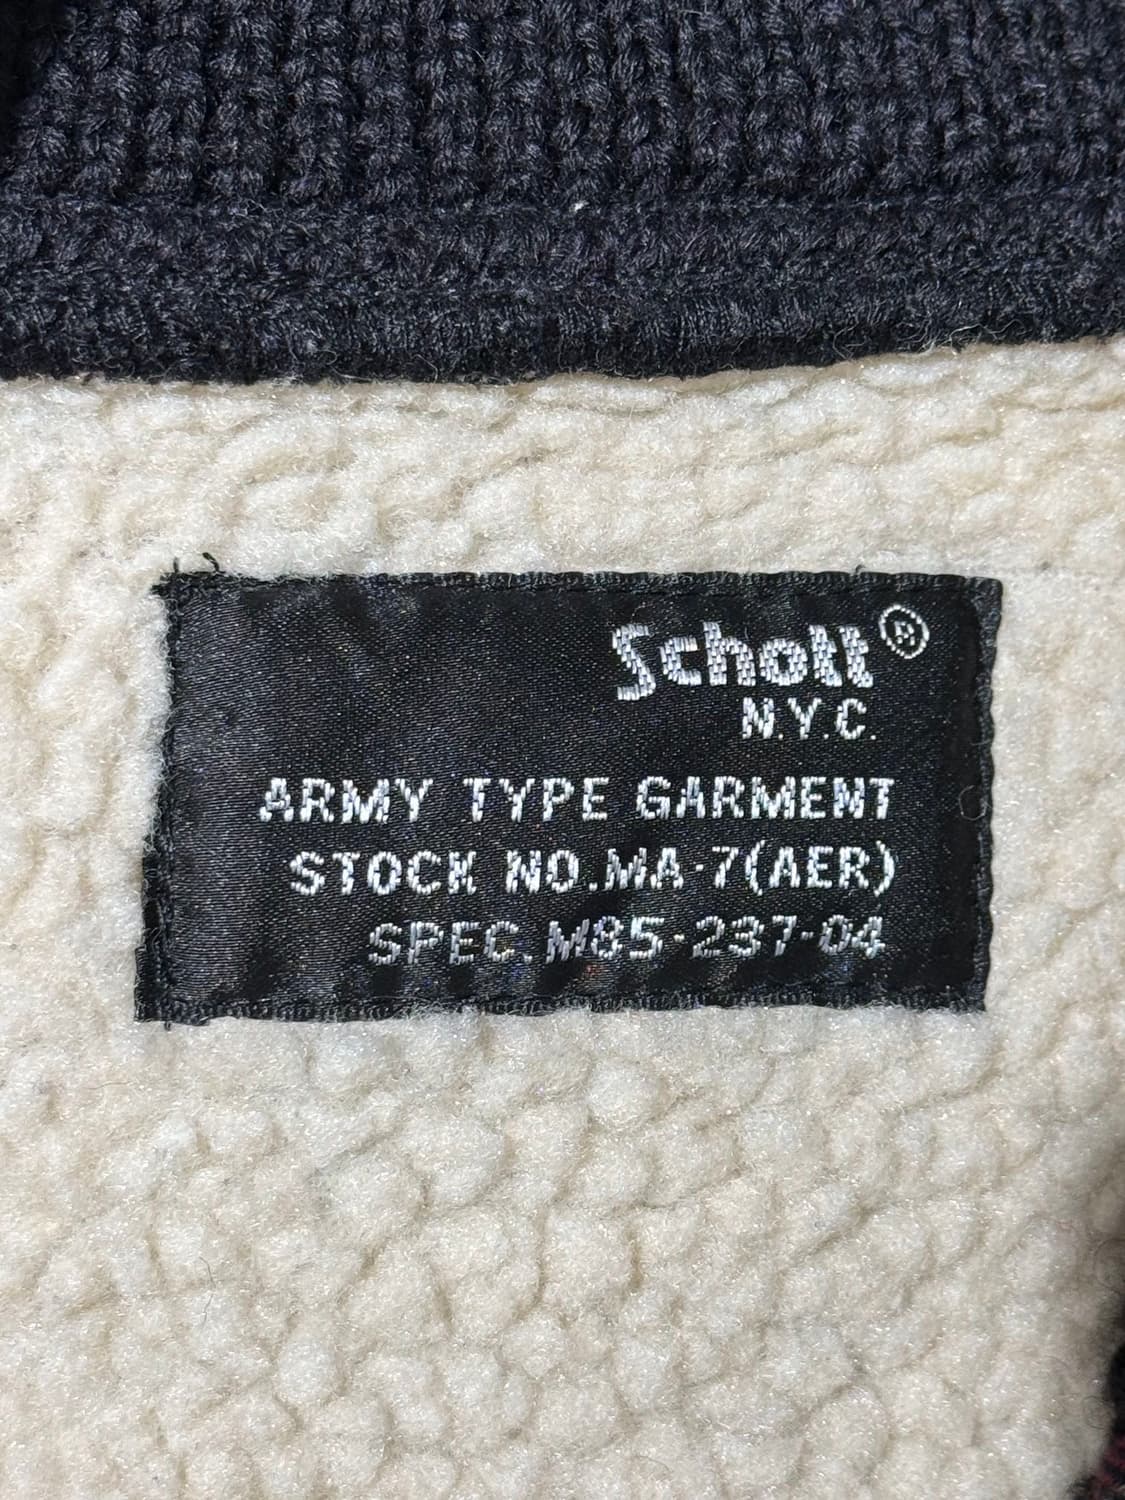 Schott®
N.Y.C.
ARMY TYPE GARMENT
STOCK NO.MA-7(AER)
SPEC.M85-237-04